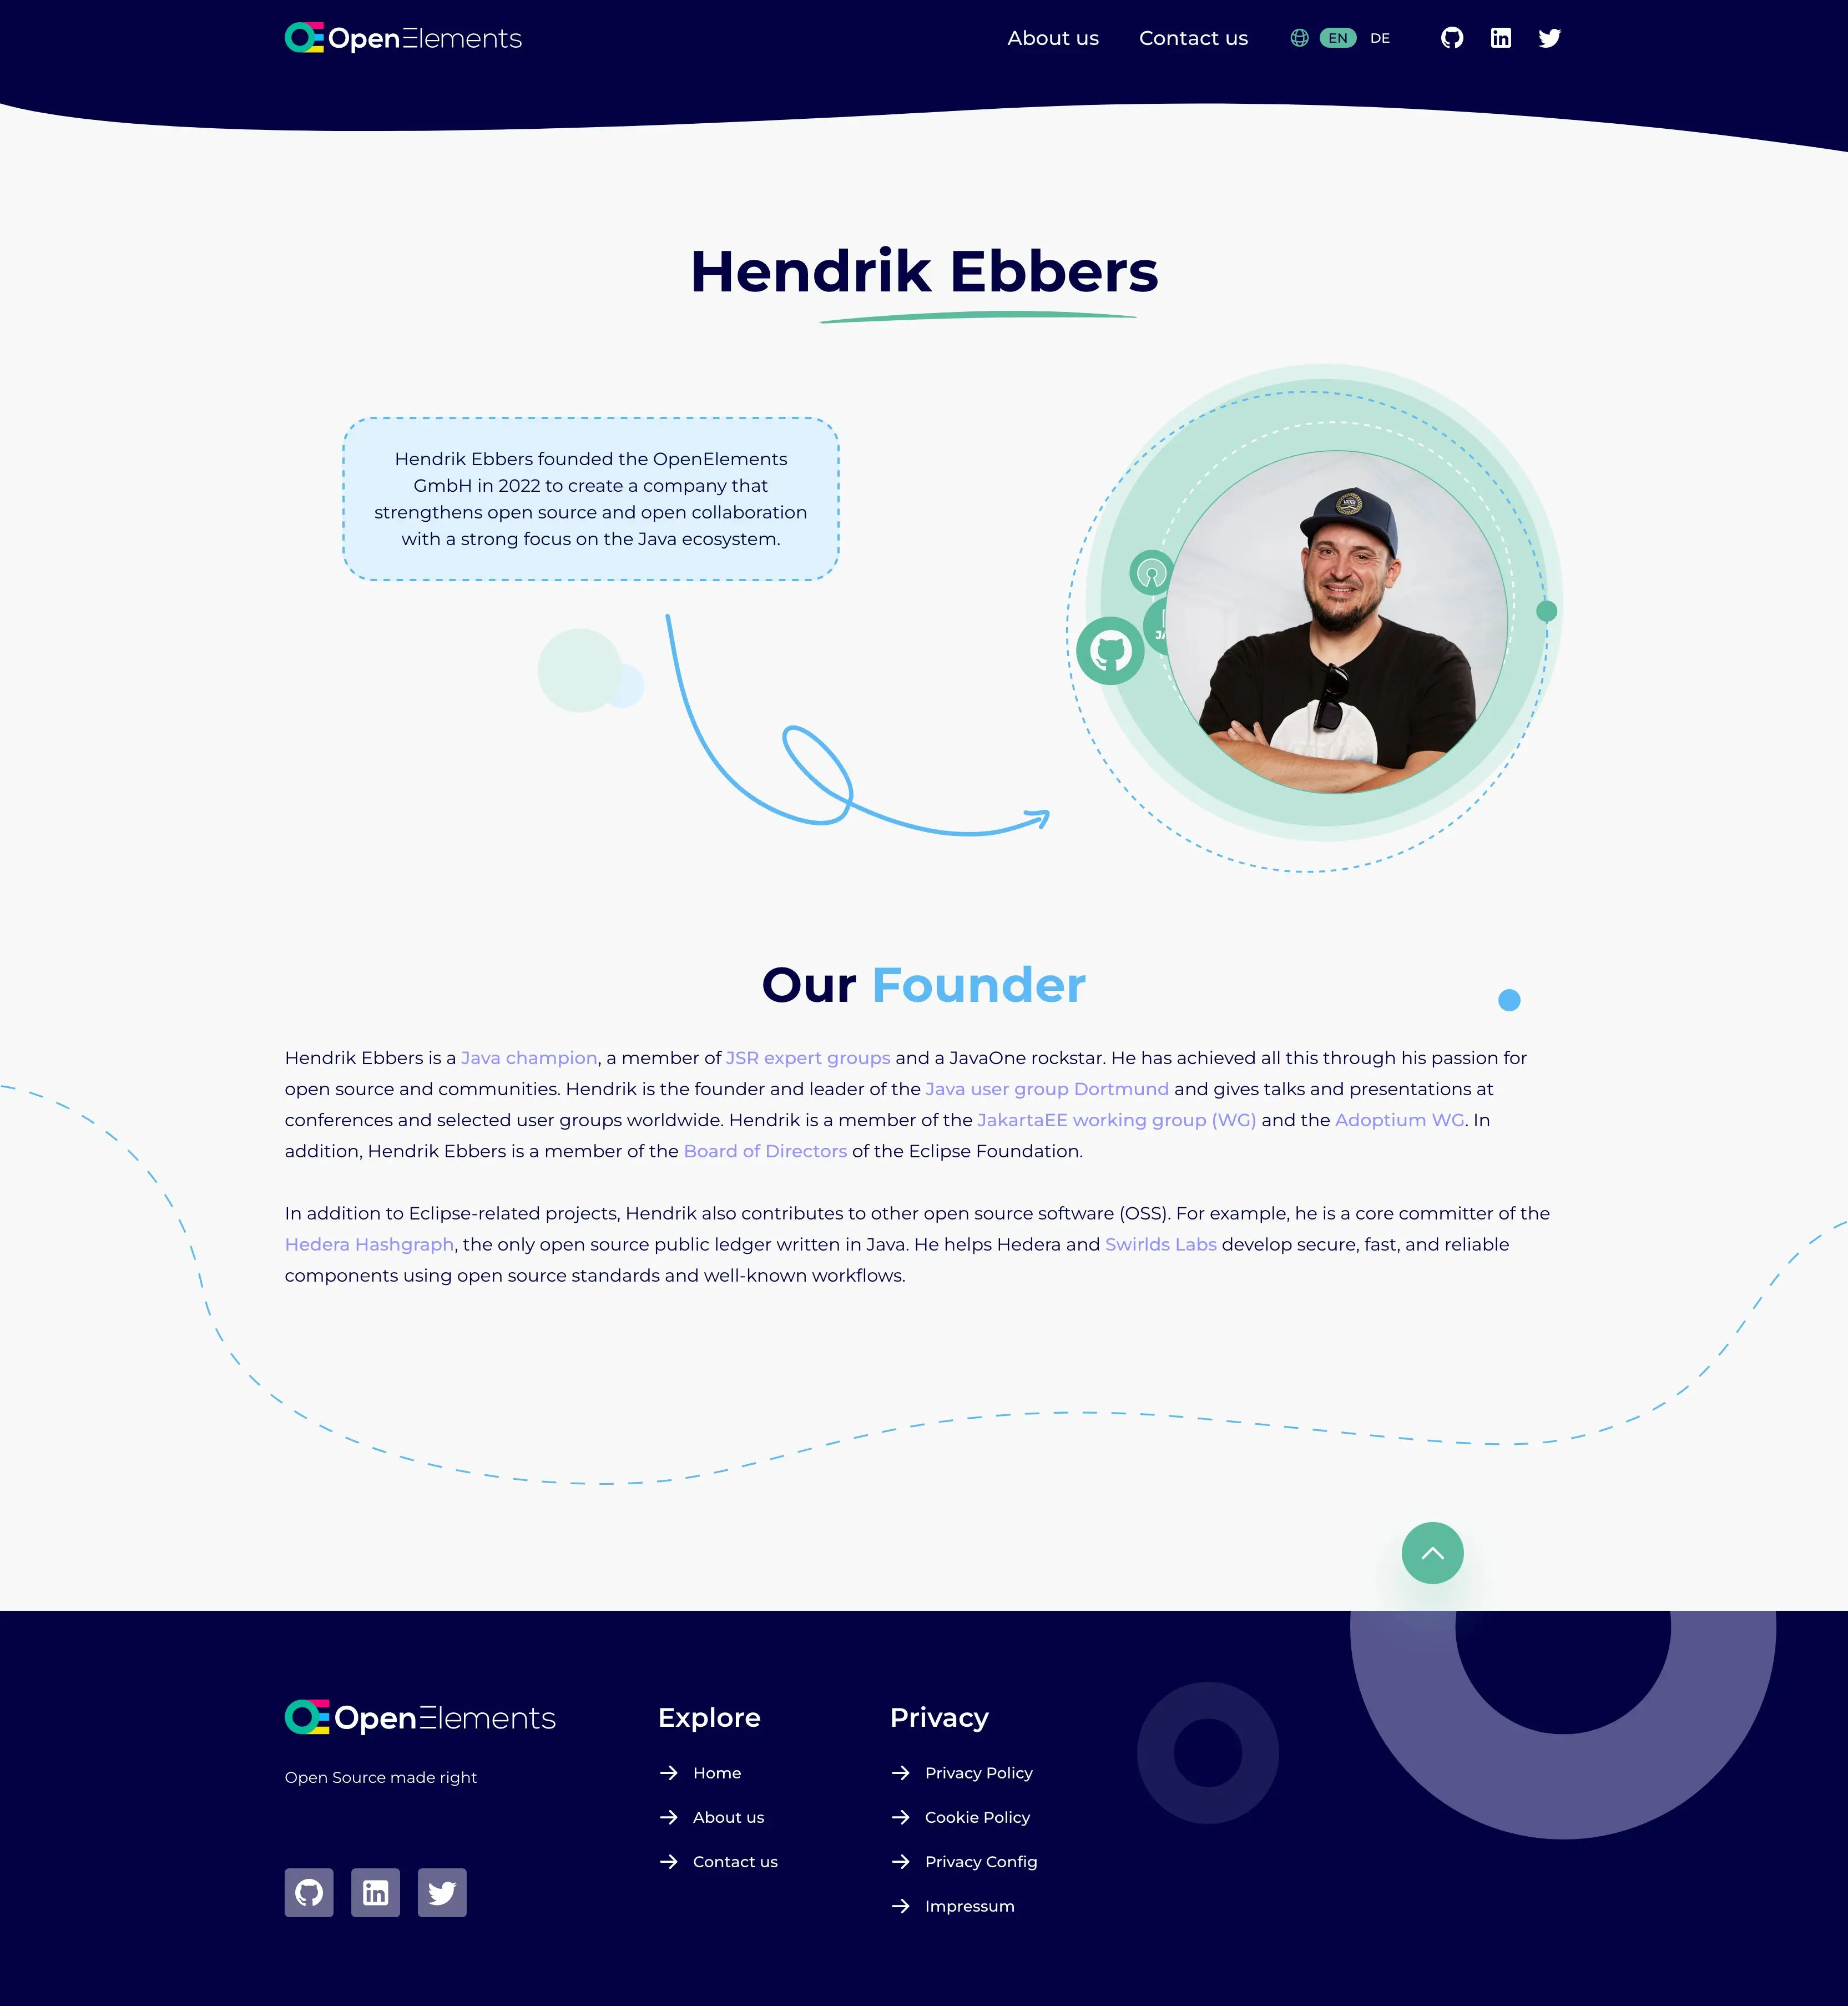 OpenElements
About us
Contact us
EN
DE
Hendrik Ebbers
Hendrik Ebbers founded the OpenElements
GmbH in 2022 to create a company that
strengthens open source and open collaboration
with a strong focus on the Java ecosystem.
Our Founder
Hendrik Ebbers is a Java champion, a member of JSR expert groups and a JavaOne rockstar. He has achieved all this through his passion for
open source and communities. Hendrik is the founder and leader of the Java user group Dortmund and gives talks and presentations at
conferences and selected user groups worldwide. Hendrik is a member of the JakartaEE working group (WG) and the Adoptium WG. In
addition, Hendrik Ebbers is a member of the Board of Directors of the Eclipse Foundation.
In addition to Eclipse-related projects, Hendrik also contributes to other open source software (OSS). For example, he is a core committer of the
Hedera Hashgraph, the only open source public ledger written in Java. He helps Hedera and Swirlds Labs develop secure, fast, and reliable
components using open source standards and well-known workflows.
OpenElements
Open Source made right
Explore
Home
About us
Contact us
Privacy
Privacy Policy
Cookie Policy
Privacy Config
Impressum